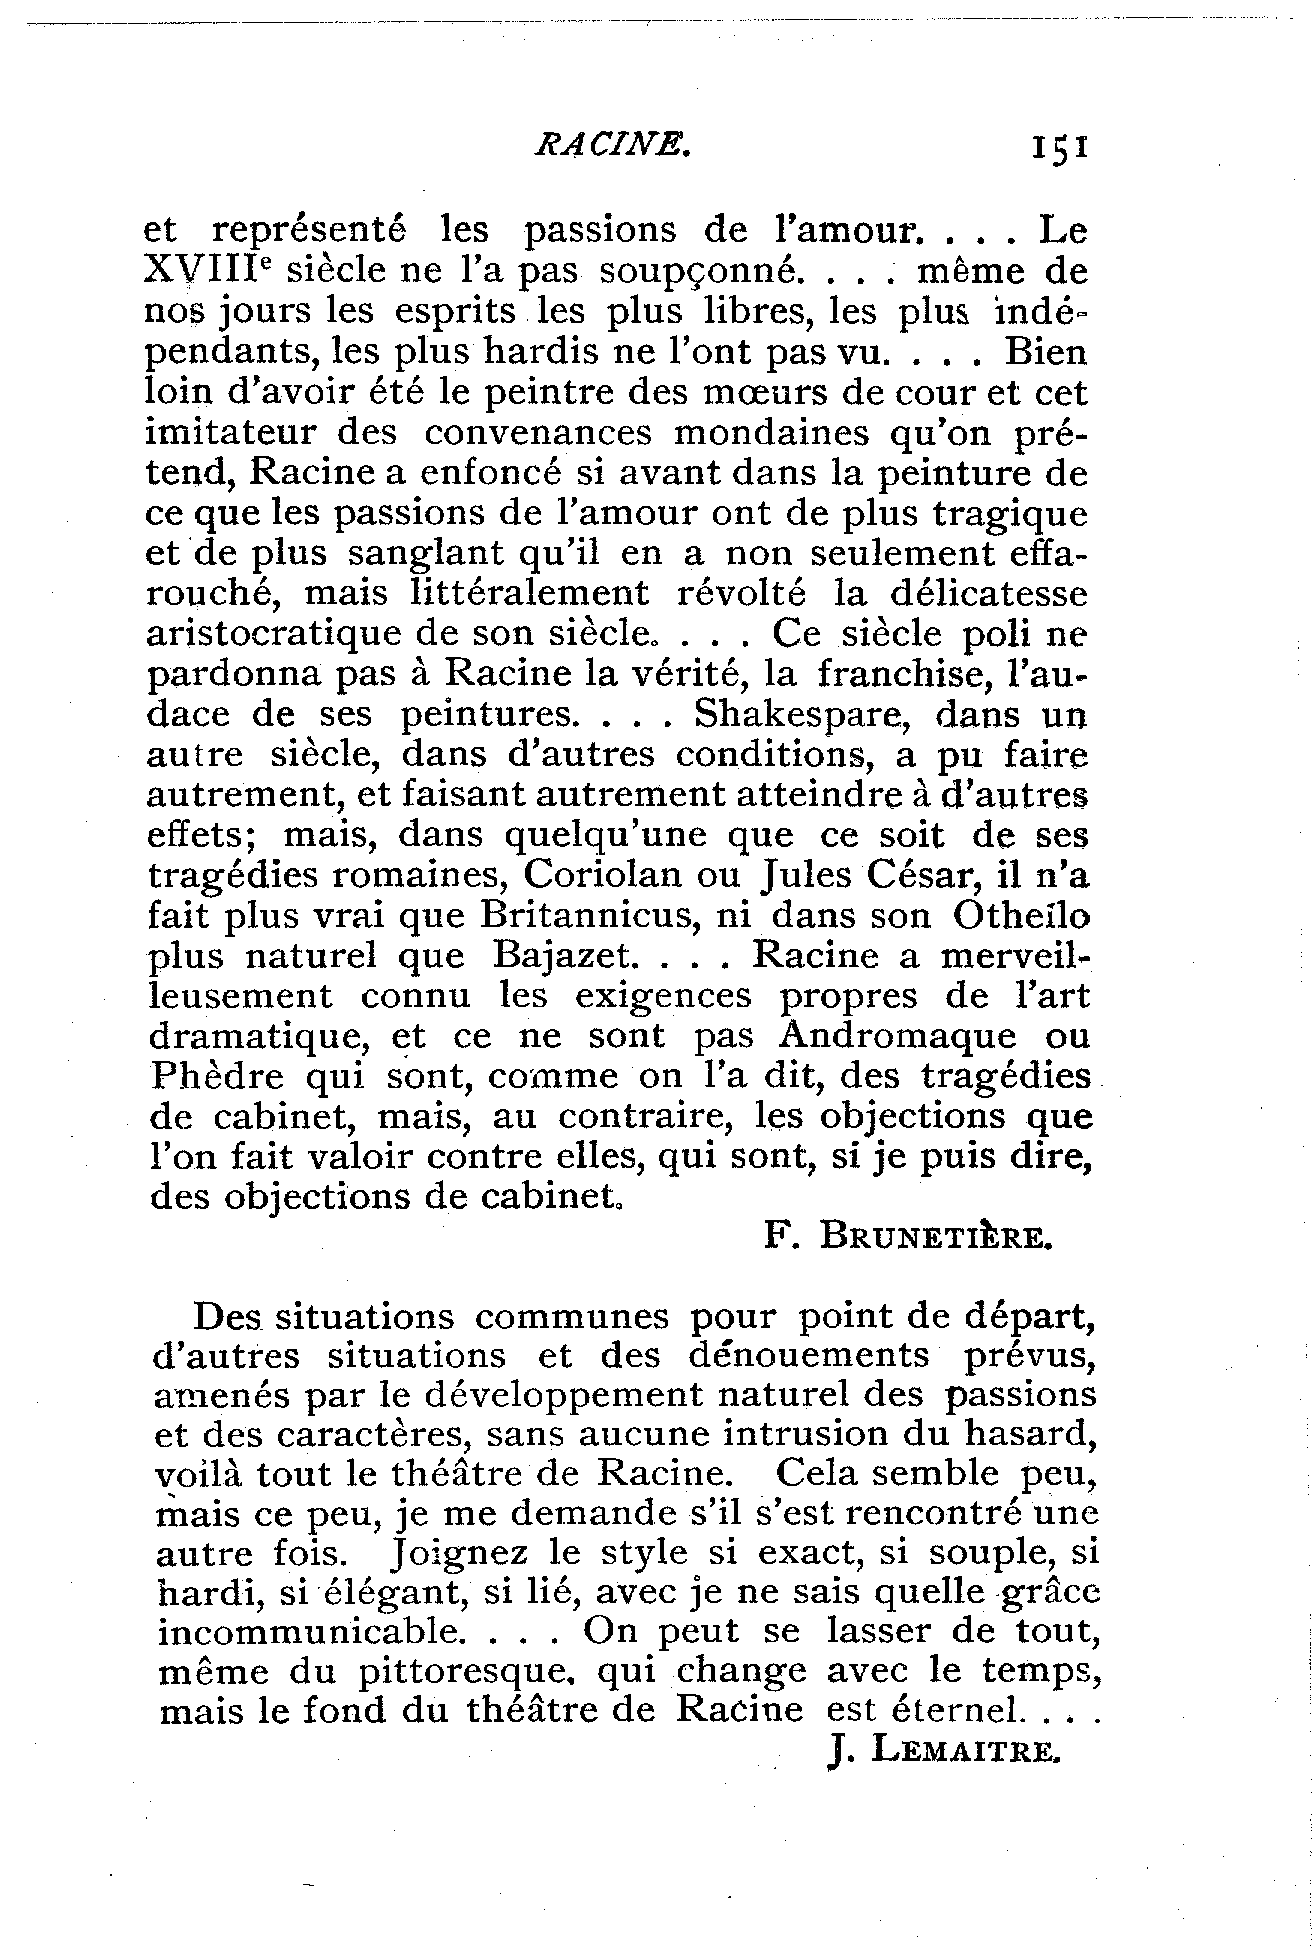 RACINE. 151
et représenté les passions de l'amour. . . . Le
XVIIIe siècle ne l'a pas soupçonné. . . . même de
nos jours les esprits les plus libres, les plus indé-
pendants, les plus hardis ne l'ont pas vu. . . . Bien
loin d'avoir été le peintre des mœurs de cour et cet
imitateur des convenances mondaines qu'on pré-
tend, Racine a enfoncé si avant dans la peinture de
ce que les passions de l'amour ont de plus tragique
et de plus sanglant qu'il en a non seulement effa-
rouché, mais littéralement révolté la délicatesse
aristocratique de son siècle. . . . Ce siècle poli ne
pardonna pas à Racine la vérité, la franchise, l'au-
dace de ses peintures. . . . Shakespare, dans un
autre siècle, dans d'autres conditions, a pu faire
autrement, et faisant autrement atteindre à d'autres
effets; mais, dans quelqu'une que ce soit de ses
tragédies romaines, Coriolan ou Jules César, il n'a
fait plus vrai que Britannicus, ni dans son Othello
plus naturel que Bajazet. . . . Racine a merveil-
leusement connu les exigences propres de l'art
dramatique, et ce ne sont pas Andromaque ou
Phèdre qui sont, comme on l'a dit, des tragédies
de cabinet, mais, au contraire, les objections que
l'on fait valoir contre elles, qui sont, si je puis dire,
des objections de cabinet.
F. BRUNETIÈRE.
Des situations communes pour point de départ,
d'autres situations et des dénouements prévus,
amenés par le développement naturel des passions
et des caractères, sans aucune intrusion du hasard,
voilà tout le théâtre de Racine. Cela semble peu,
mais ce peu, je me demande s'il s'est rencontré une
autre fois. Joignez le style si exact, si souple, si
hardi, si élégant, si lié, avec je ne sais quelle grâce
incommunicable. . . . On peut se lasser de tout,
même du pittoresque, qui change avec le temps,
mais le fond du théâtre de Racine est éternel. . . .
J. LEMAITRE.